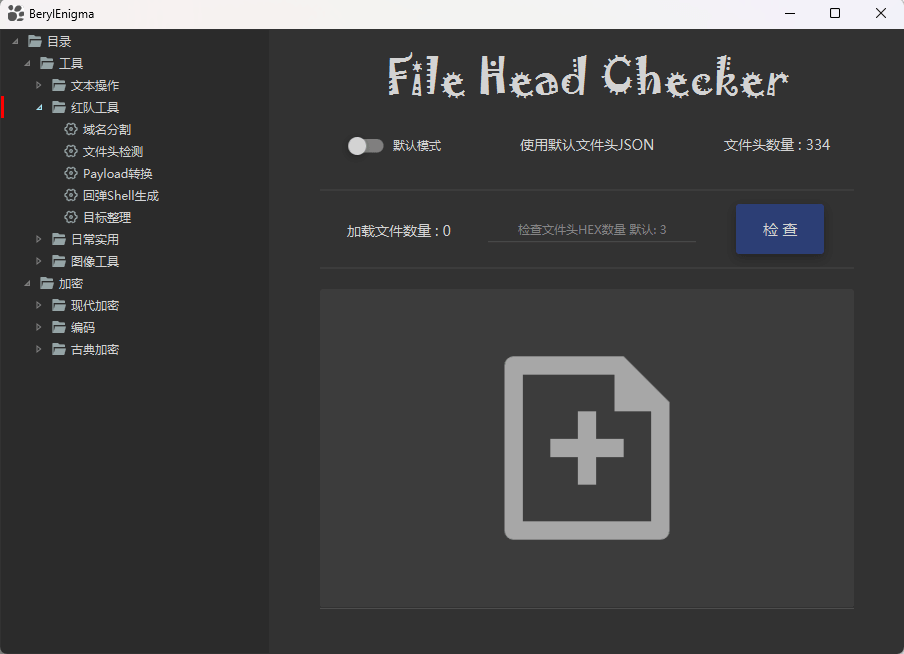 BerylEnigma
目录
工具
文本操作
红队工具
域名分割
文件头检测
Payload转换
回弹Shell生成
目标整理
日常实用
图像工具
加密
现代加密
编码
古典加密
File Head Checker
默认模式 使用默认文件头JSON 文件头数量 : 334
加载文件数量 : 0 检查文件头HEX数量 默认: 3 检 查